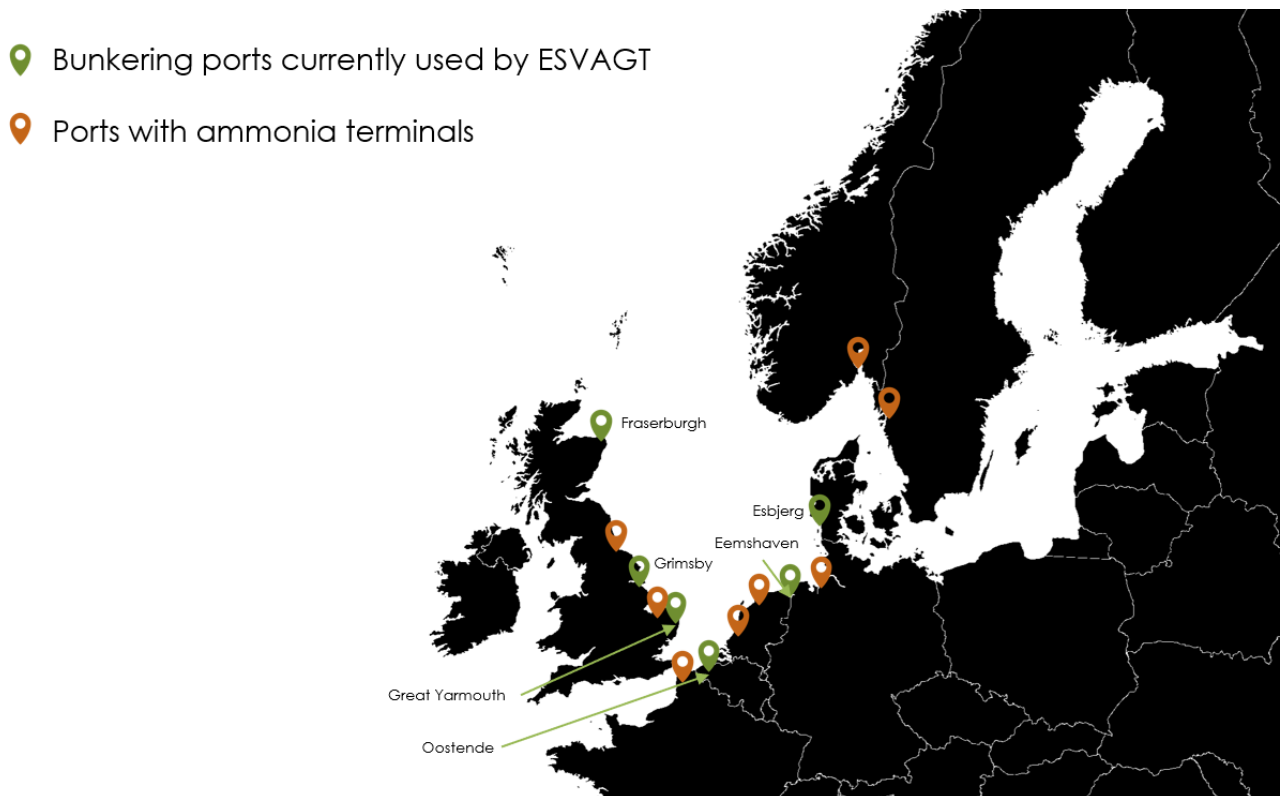 Bunkering ports currently used by ESVAGT
Ports with ammonia terminals
Fraserburgh
Esbjerg
Eemshaven
Grimsby
Great Yarmouth
Oostende